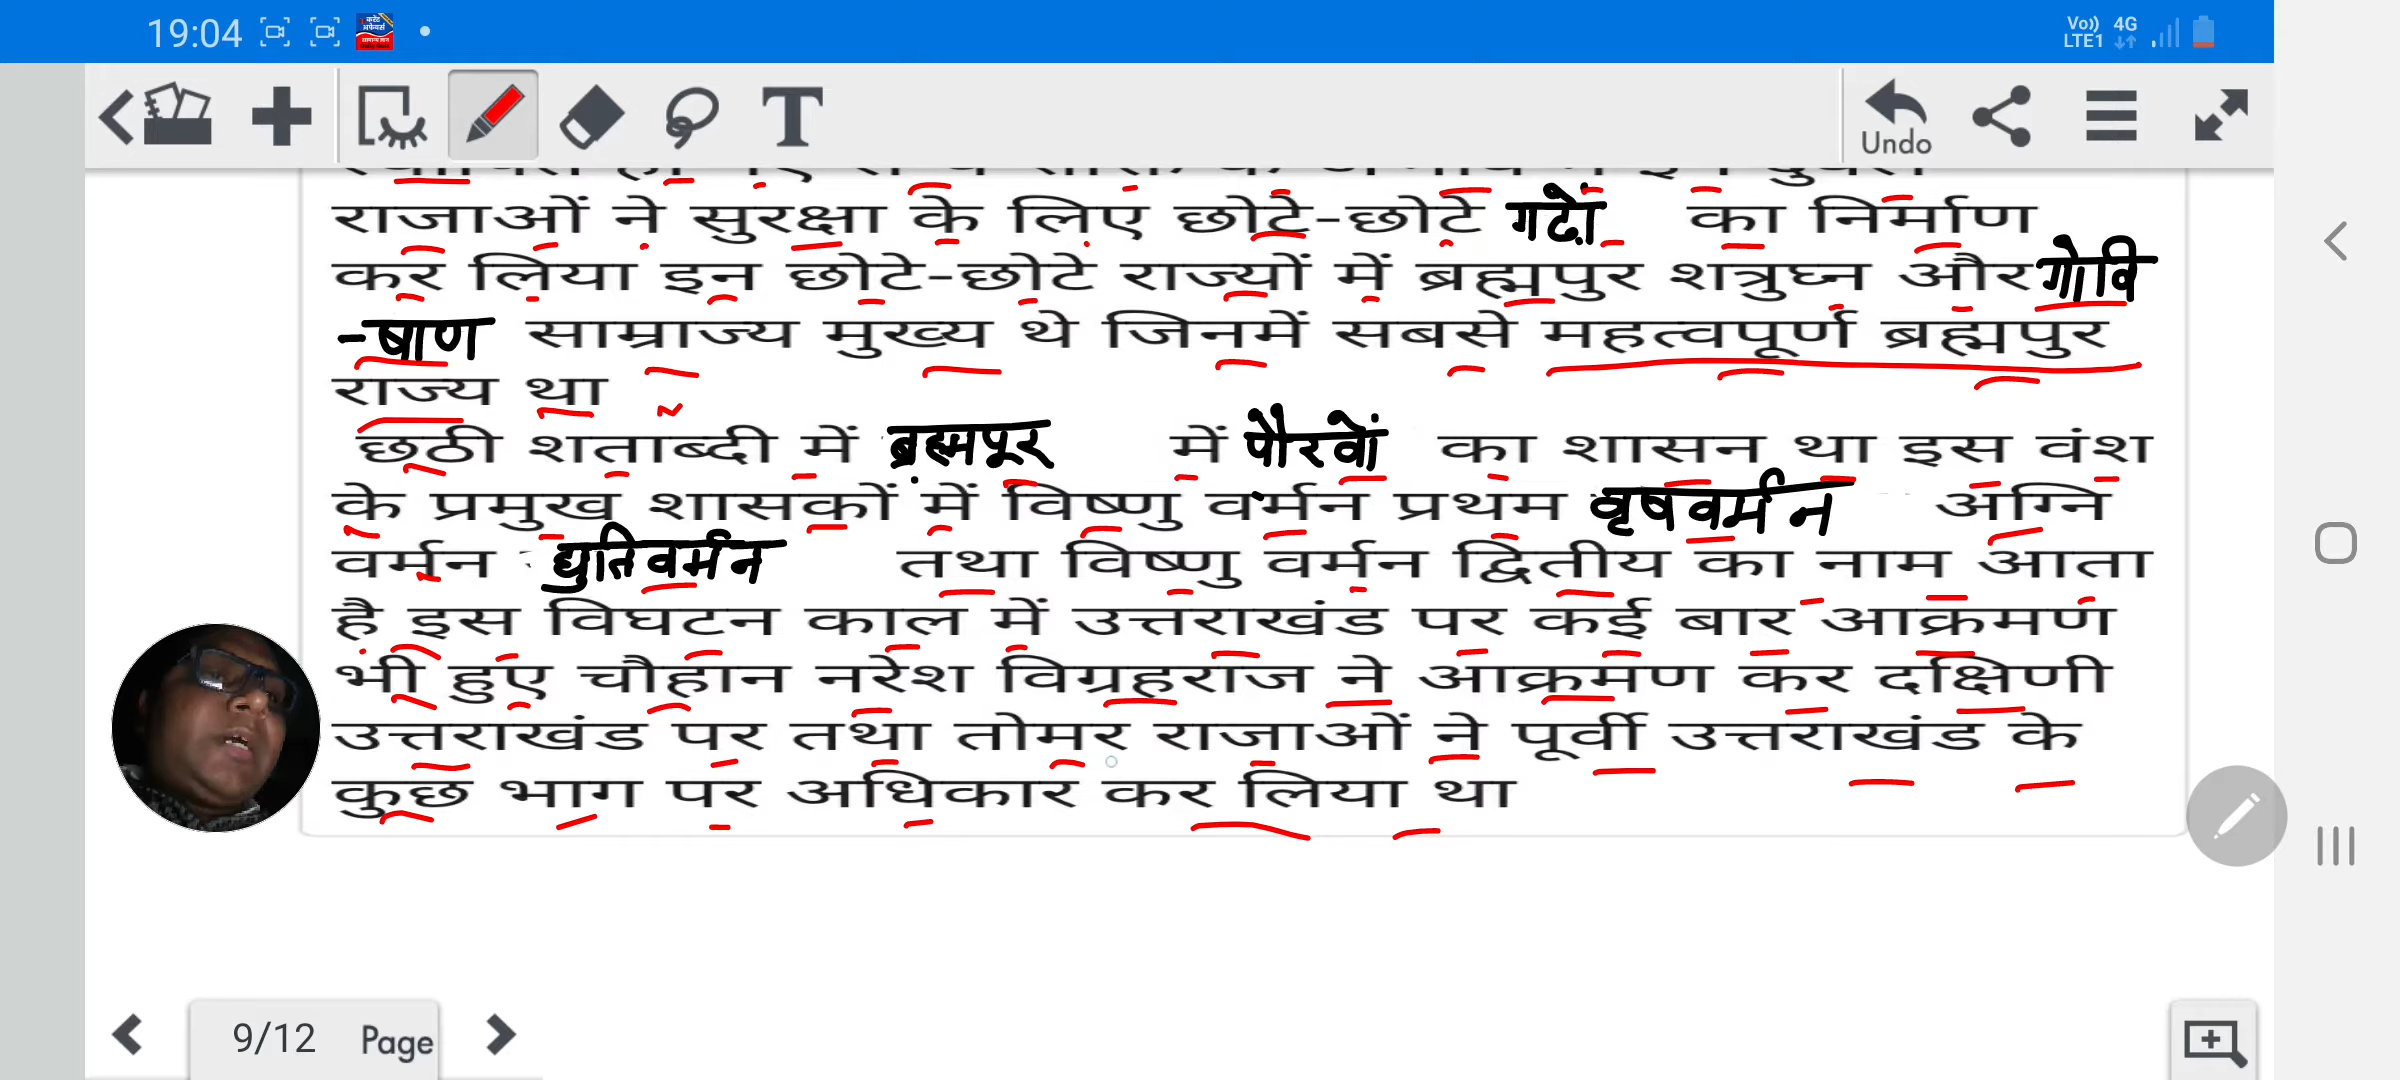 19:04
Vo)) 4G
LTE1
T
Undo
राजाओं ने सुरक्षा के लिए छोटे-छोटे गढ़ों का निर्माण
कर लिया इन छोटे-छोटे राज्यों में ब्रह्मपुर शत्रुघ्न और गोवि
-षाण साम्राज्य मुख्य थे जिनमें सबसे महत्वपूर्ण ब्रह्मपुर
राज्य था
छठी शताब्दी में ब्रह्मपूर में पौरवों का शासन था इस वंश
के प्रमुख शासकों में विष्णु वर्मन प्रथम वृषवर्मन अग्नि
वर्मन द्युतिवर्मन तथा विष्णु वर्मन द्वितीय का नाम आता
है इस विघटन काल में उत्तराखंड पर कई बार आक्रमण
भी हुए चौहान नरेश विग्रहराज ने आक्रमण कर दक्षिणी
उत्तराखंड पर तथा तोमर राजाओं ने पूर्वी उत्तराखंड के
कुछ भाग पर अधिकार कर लिया था
9/12 Page